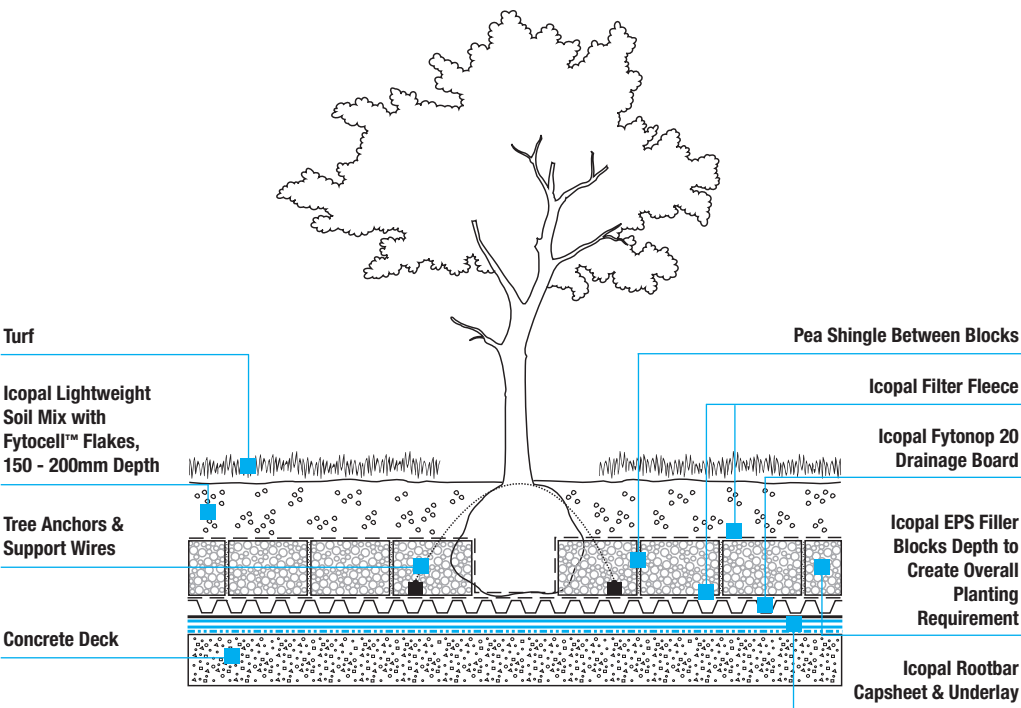 Turf
Icopal Lightweight
Soil Mix with
Fytocell™ Flakes,
150 - 200mm Depth
Tree Anchors &
Support Wires
Concrete Deck
Pea Shingle Between Blocks
Icopal Filter Fleece
Icopal Fytonop 20
Drainage Board
Icopal EPS Filler
Blocks Depth to
Create Overall
Planting
Requirement
Icopal Rootbar
Capsheet & Underlay